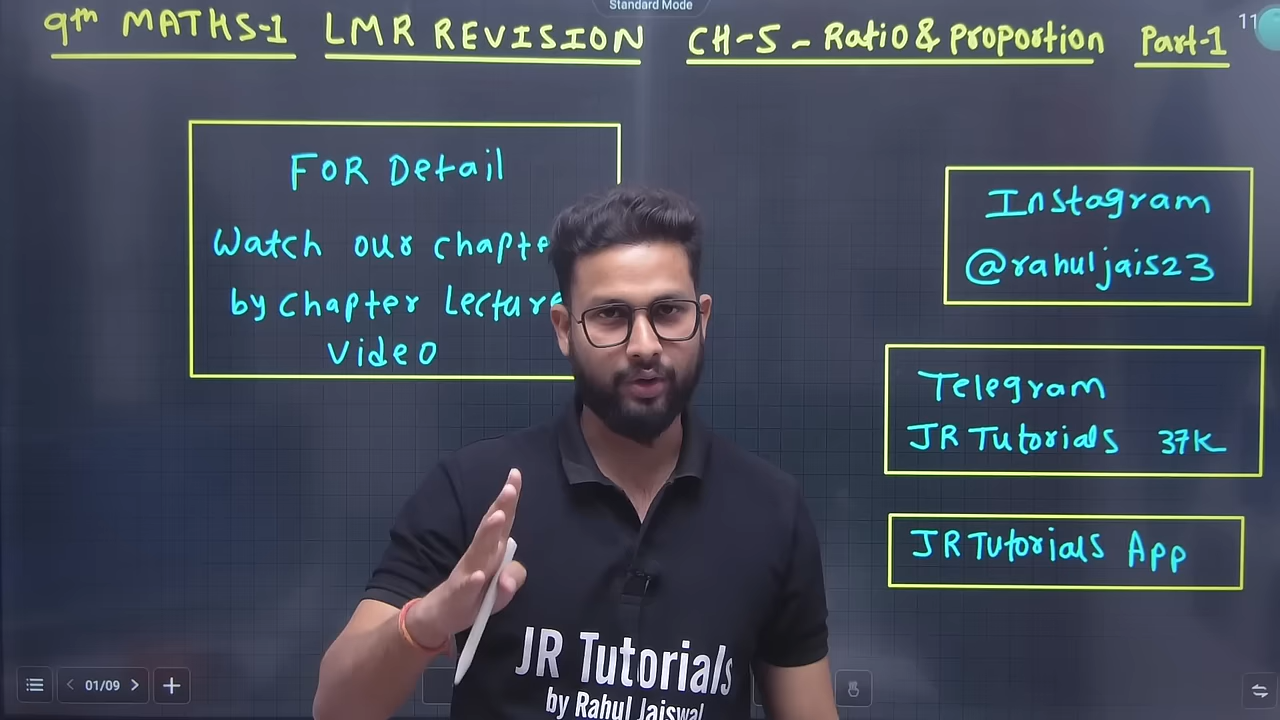 Standard Mode
9th MATHS-1 LMR REVISION CH-5 - Ratio & Proportion Part-1
11
FOR Detail
Watch our chapte
by Chapter Lecture
Video
Instagram
@rahuljais23
Telegram
JR Tutorials 37K
JR Tutorials App
JR Tutorials
by Rahul Jaiswal
01/09